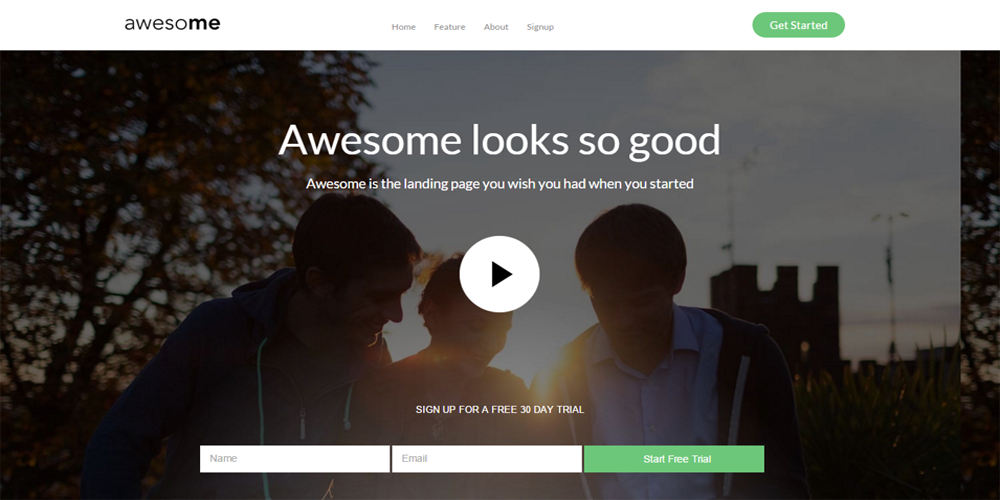 awesome
Home Feature About Signup
Get Started
Awesome looks so good
Awesome is the landing page you wish you had when you started
SIGN UP FOR A FREE 30 DAY TRIAL
Name
Email
Start Free Trial